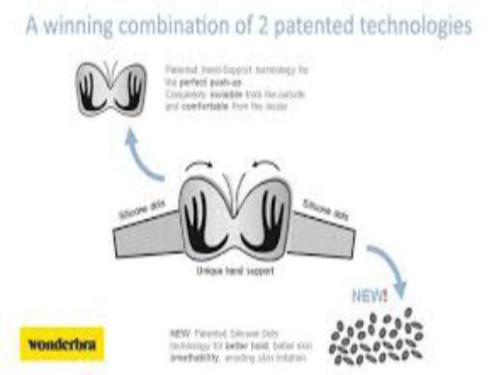 A winning combination of 2 patented technologies
Patented Hand-Support technology for
the perfect push-up
Completely invisible from the outside
and comfortable from the inside
Silicone dots
Silicone dots
Unique hand support
NEW!
wonderbra
NEW Patented Silicone Dots
technology for better hold, better skin
breathability, avoiding skin irritation